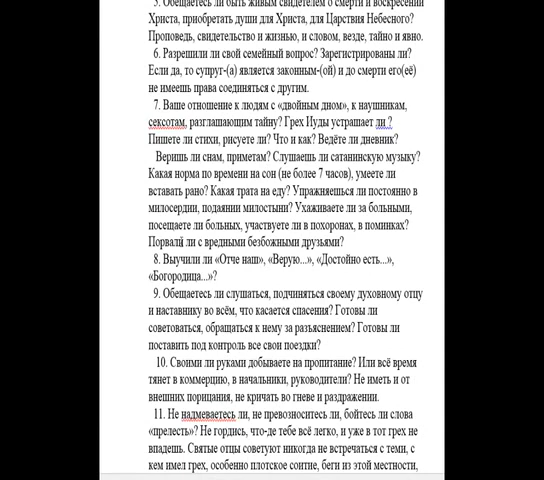 5. Обещаетесь ли быть живым свидетелем о смерти и воскресении
Христа, приобретать души для Христа, для Царствия Небесного?
Проповедь, свидетельство и жизнью, и словом, везде, тайно и явно.
6. Разрешили ли свой семейный вопрос? Зарегистрированы ли?
Если да, то супруг-(а) является законным-(ой) и до смерти его(её)
не имеешь права соединяться с другим.
7. Ваше отношение к людям с «двойным дном», к наушникам,
сексотам, разглашающим тайну? Грех Иуды устрашает ли ?
Пишете ли стихи, рисуете ли? Что и как? Ведёте ли дневник?
Веришь ли снам, приметам? Слушаешь ли сатанинскую музыку?
Какая норма по времени на сон (не более 7 часов), умеете ли
вставать рано? Какая трата на еду? Упражняешься ли постоянно в
милосердии, подаянии милостыни? Ухаживаете ли за больными,
посещаете ли больных, участвуете ли в похоронах, в поминках?
Порвали ли с вредными безбожными друзьями?
8. Выучили ли «Отче наш», «Верую...», «Достойно есть...»,
«Богородица...»?
9. Обещаетесь ли слушаться, подчиняться своему духовному отцу
и наставнику во всём, что касается спасения? Готовы ли
советоваться, обращаться к нему за разъяснением? Готовы ли
поставить под контроль все свои поездки?
10. Своими ли руками добываете на пропитание? Или всё время
тянет в коммерцию, в начальники, руководители? Не иметь и от
внешних порицания, не кричать во гневе и раздражении.
11. Не надмеваетесь ли, не превозноситесь ли, бойтесь ли слова
«прелесть»? Не гордись, что-де тебе всё легко, и уже в тот грех не
впадешь. Святые отцы советуют никогда не встречаться с теми, с
кем имел грех, особенно плотское соитие, беги из этой местности,